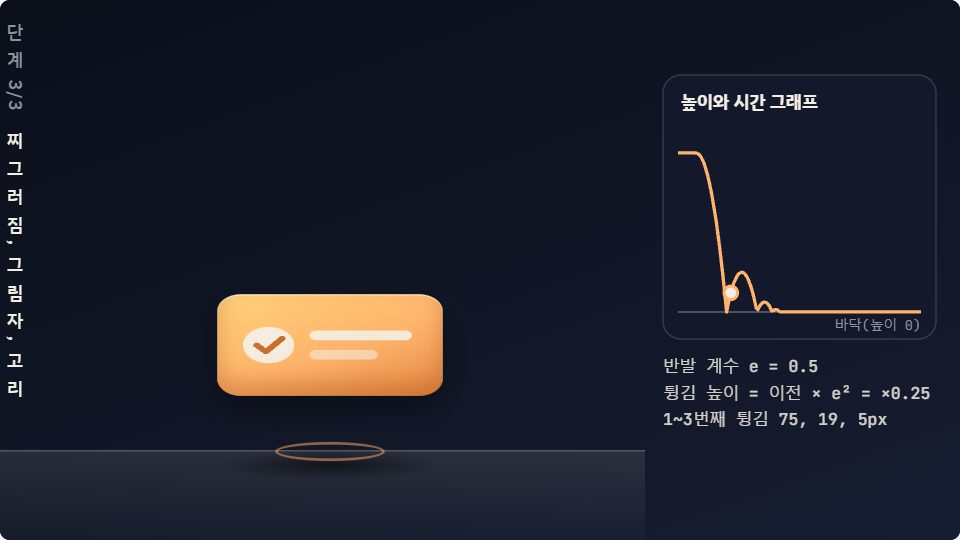 단계 3/3 찌그러짐, 그림자, 고리
높이와 시간 그래프
바닥(높이 0)
반발 계수 e = 0.5
튕김 높이 = 이전 × e² = ×0.25
1~3번째 튕김 75, 19, 5px